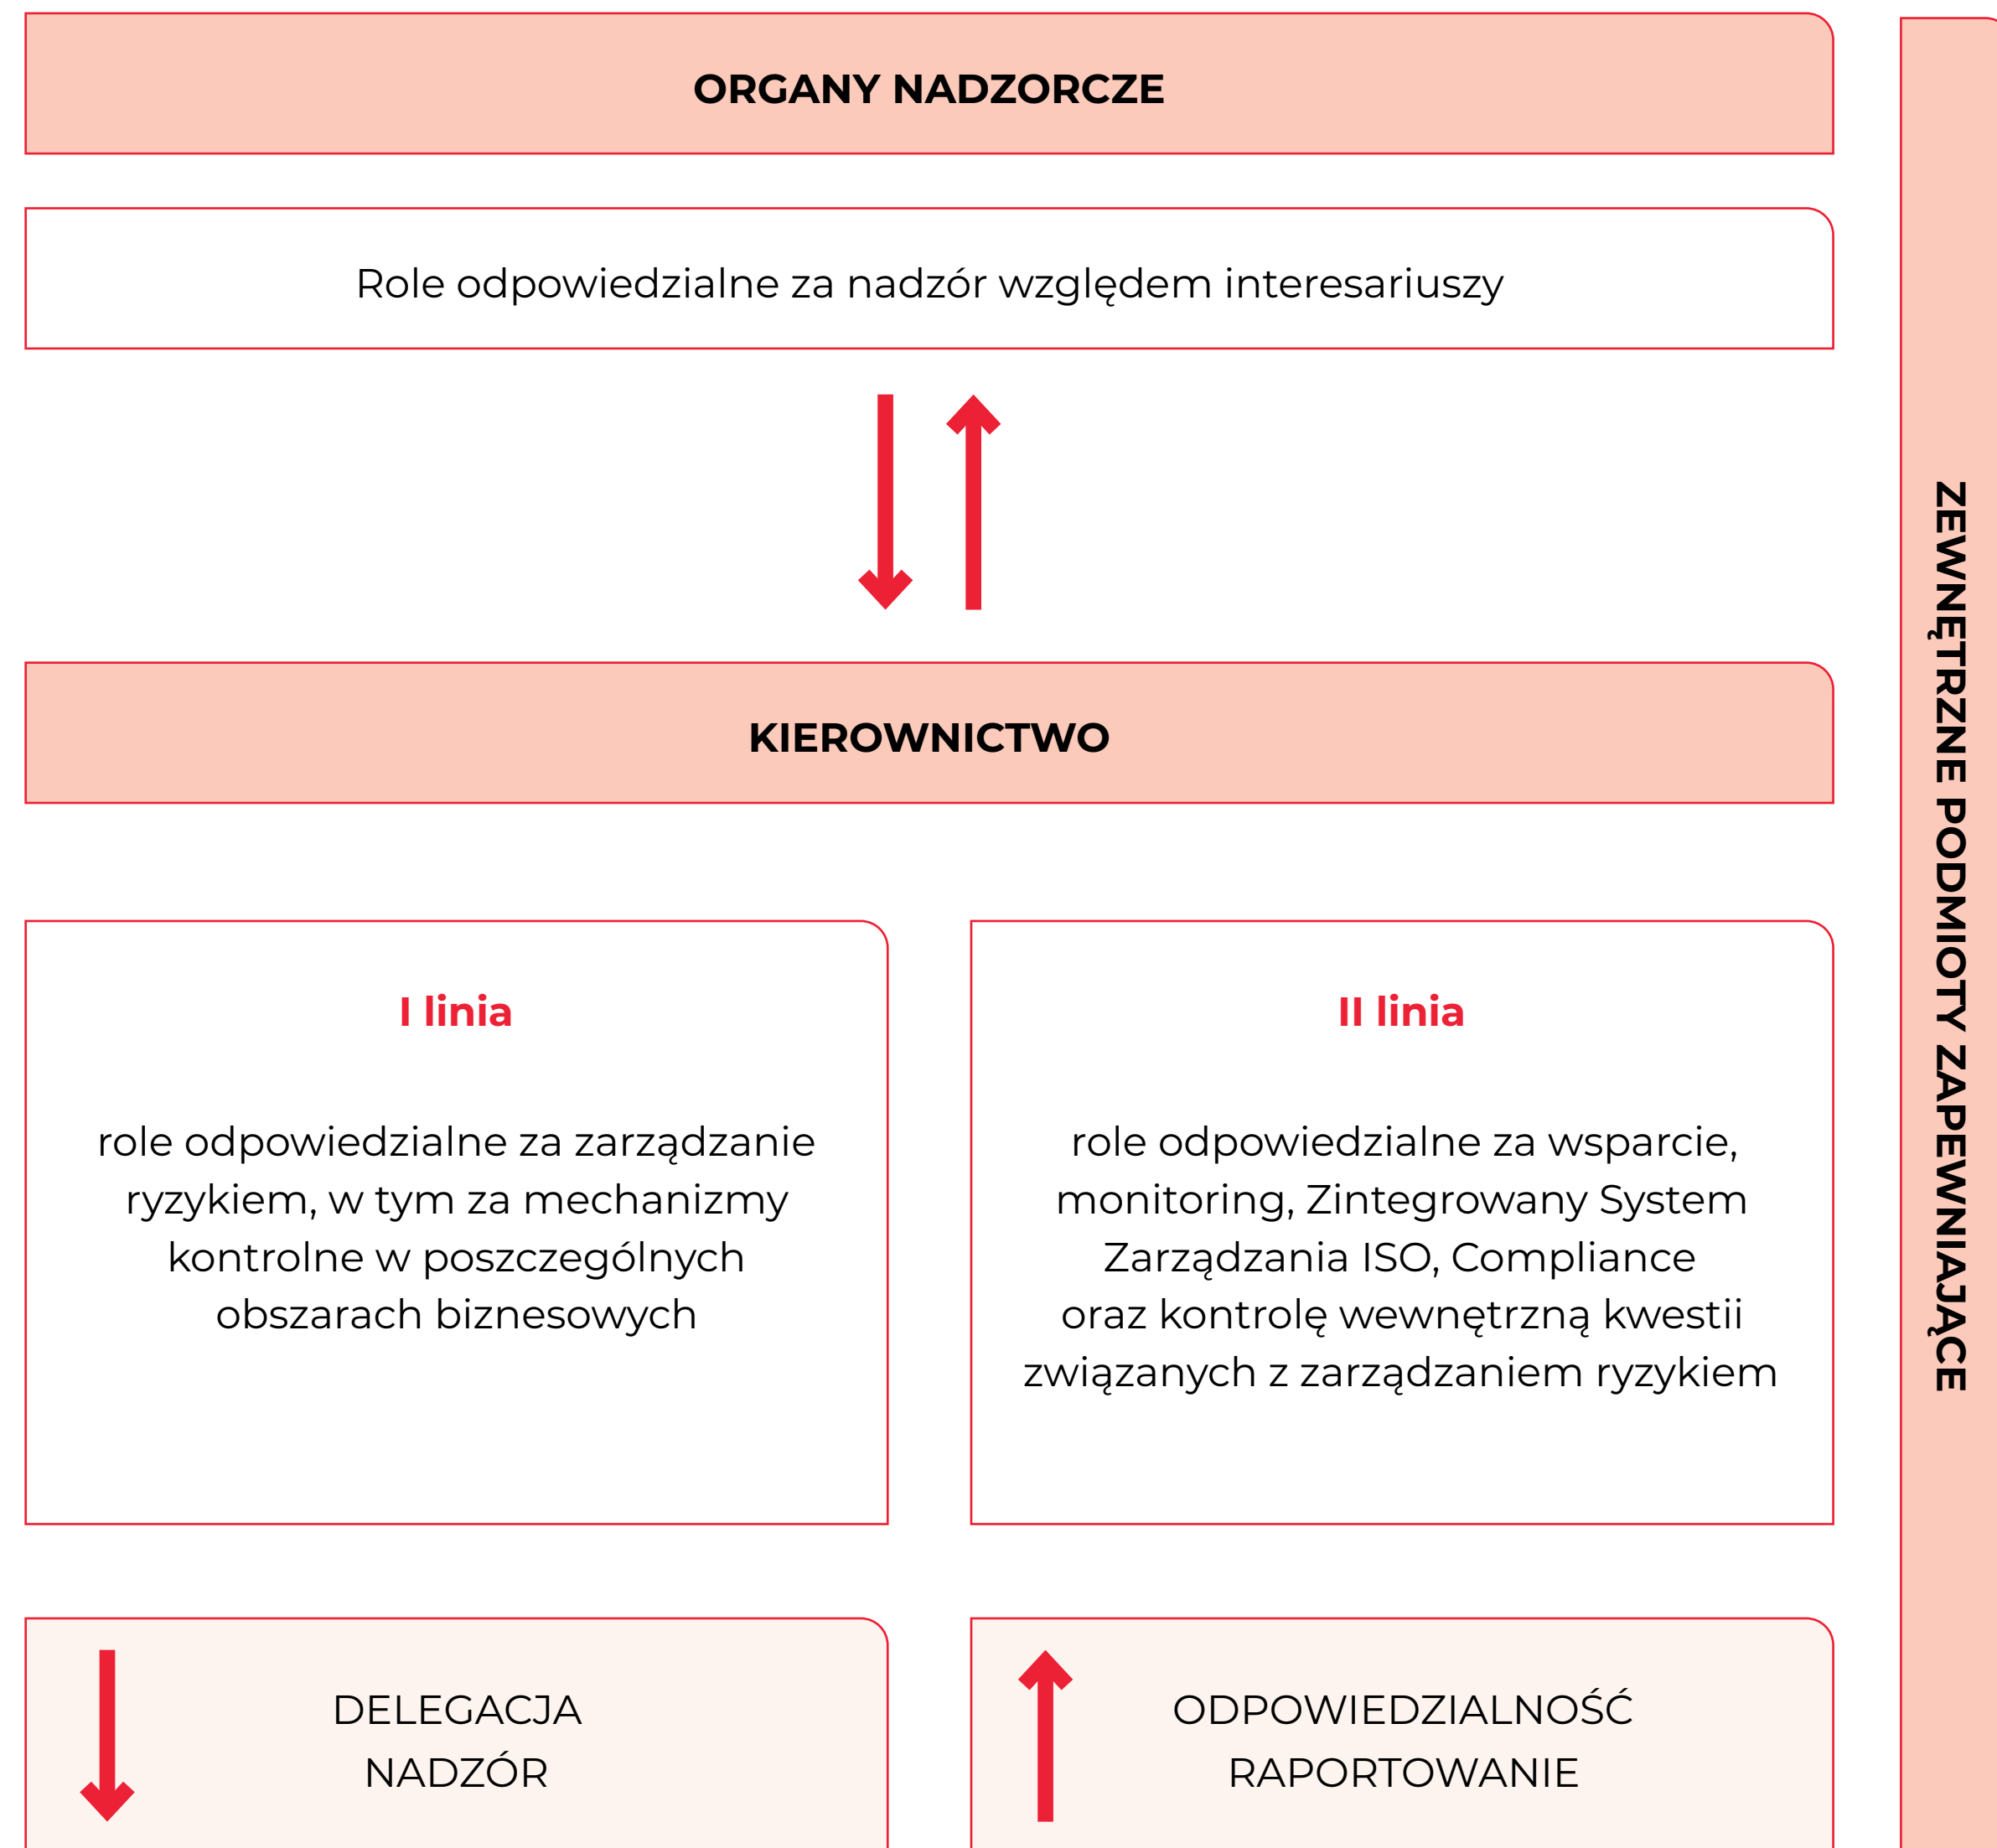 ORGANY NADZORCZE
Role odpowiedzialne za nadzór względem interesariuszy
KIEROWNICTWO
I linia
role odpowiedzialne za zarządzanie
ryzykiem, w tym za mechanizmy
kontrolne w poszczególnych
obszarach biznesowych
II linia
role odpowiedzialne za wsparcie,
monitoring, Zintegrowany System
Zarządzania ISO, Compliance
oraz kontrolę wewnętrzną kwestii
związanych z zarządzaniem ryzykiem
DELEGACJA
NADZÓR
ODPOWIEDZIALNOŚĆ
RAPORTOWANIE
ZEWNĘTRZNE PODMIOTY ZAPEWNIAJĄCE